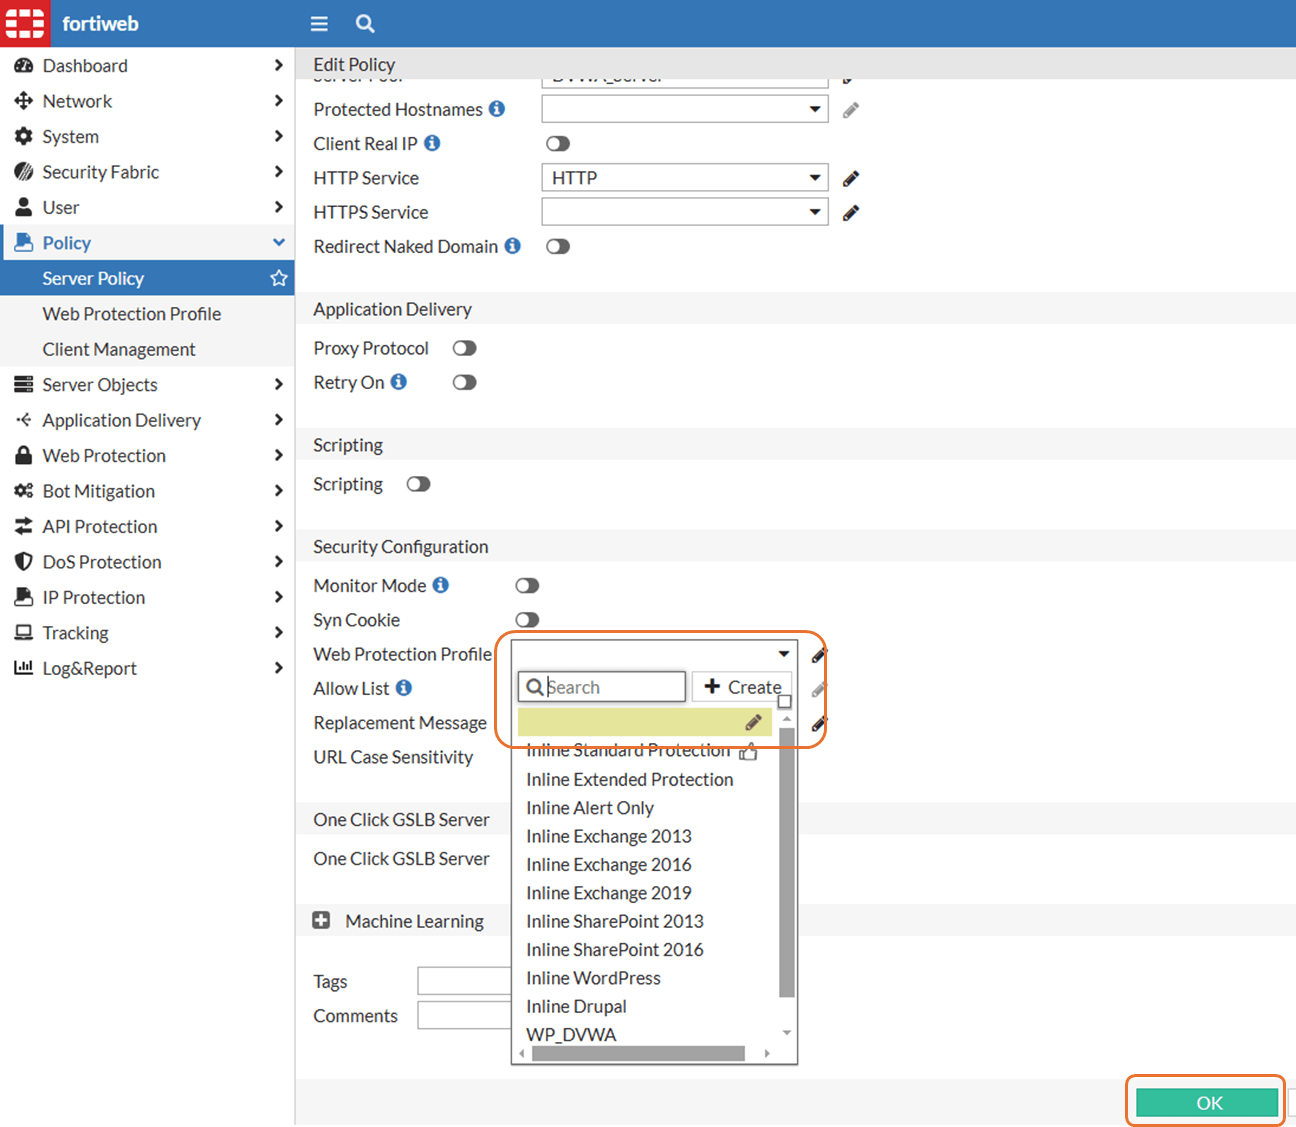 fortiweb
Dashboard
Network
System
Security Fabric
User
Policy
Server Policy
Web Protection Profile
Client Management
Server Objects
Application Delivery
Web Protection
Bot Mitigation
API Protection
DoS Protection
IP Protection
Tracking
Log&Report
Edit Policy
Server Pool DVWA_Server
Protected Hostnames
Client Real IP
HTTP Service HTTP
HTTPS Service
Redirect Naked Domain
Application Delivery
Proxy Protocol
Retry On
Scripting
Scripting
Security Configuration
Monitor Mode
Syn Cookie
Web Protection Profile
Allow List
Replacement Message
URL Case Sensitivity
Search
Create
Inline Standard Protection
Inline Extended Protection
Inline Alert Only
Inline Exchange 2013
Inline Exchange 2016
Inline Exchange 2019
Inline SharePoint 2013
Inline SharePoint 2016
Inline WordPress
Inline Drupal
WP_DVWA
One Click GSLB Server
One Click GSLB Server
Machine Learning
Tags
Comments
OK